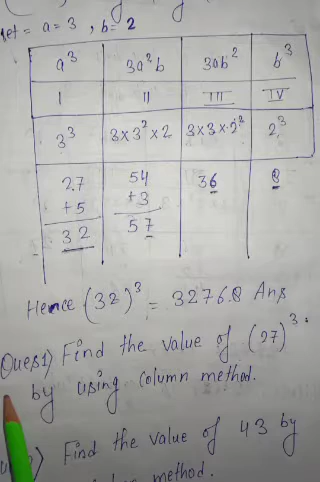 let = a = 3 , b = 2
a³ 3a²b 3ab² b³
I II III IV
3³ 3×3²×2 3×3×2² 2³
27 54 36 8
+5 +3
32 57
Hence (32)³ = 32768 Ans
Ques1) Find the value of (27)³.
by using Column method.
Find the value of 43 by
method.